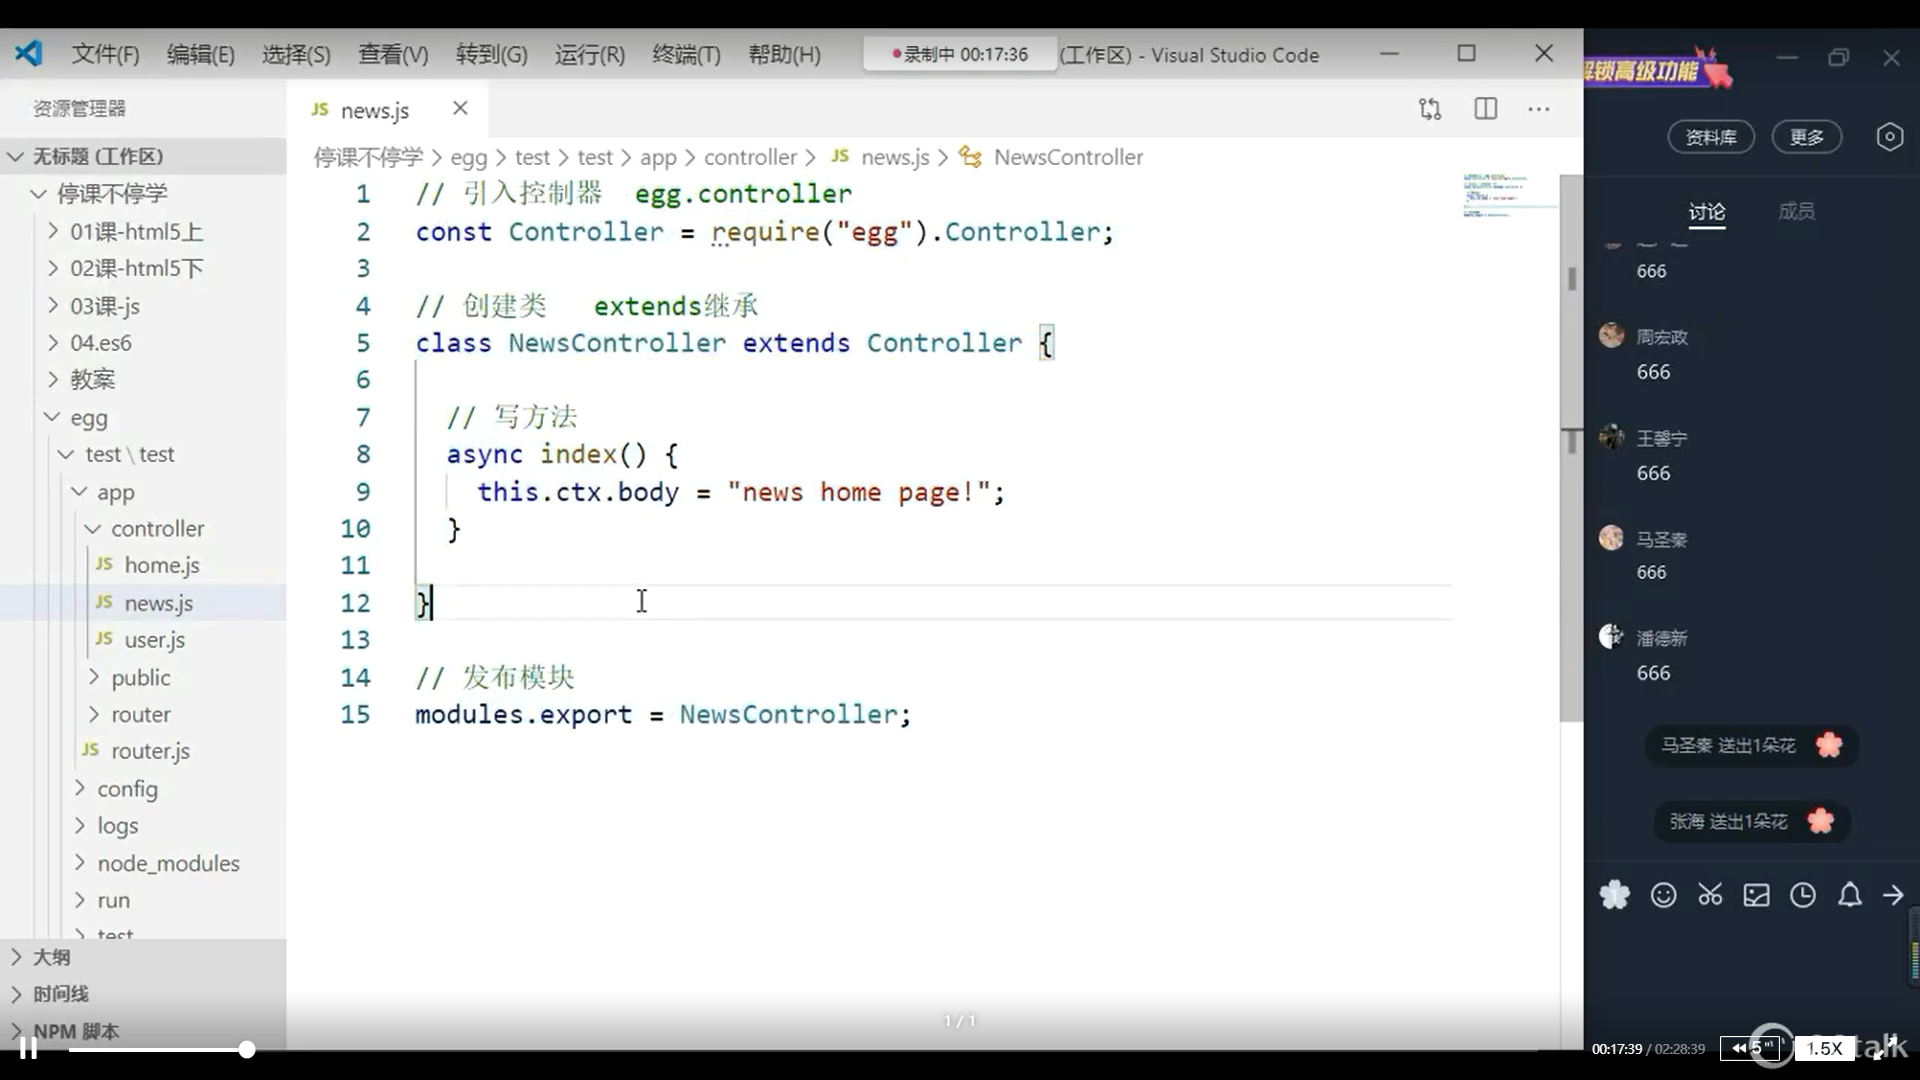 文件(F) 编辑(E) 选择(S) 查看(V) 转到(G) 运行(R) 终端(T) 帮助(H) 录制中 00:17:36 (工作区) - Visual Studio Code
资源管理器
无标题 (工作区)
停课不停学
01课-html5上
02课-html5下
03课-js
04.es6
教案
egg
test \ test
app
controller
JS home.js
JS news.js
JS user.js
public
router
JS router.js
config
logs
node_modules
run
test
大纲
时间线
NPM 脚本
JS news.js
停课不停学 > egg > test > test > app > controller > JS news.js > NewsController
1 // 引入控制器 egg.controller
2 const Controller = require("egg").Controller;
3
4 // 创建类 extends继承
5 class NewsController extends Controller {
6
7 // 写方法
8 async index() {
9 this.ctx.body = "news home page!";
10 }
11
12 }
13
14 // 发布模块
15 modules.export = NewsController;
解锁高级功能
资料库 更多
讨论 成员
666
周宏政
666
王馨宁
666
马圣秦
666
潘德新
666
马圣秦 送出1朵花
张海 送出1朵花
1 / 1
00:17:39 / 02:28:39 5 1.5X